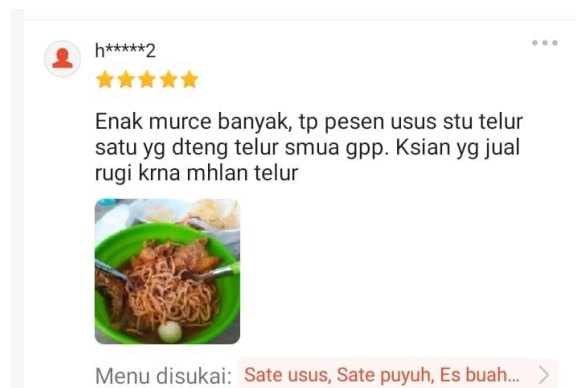 h*****2
Enak murce banyak, tp pesen usus stu telur
satu yg dteng telur smua gpp. Ksian yg jual
rugi krna mhlan telur
Menu disukai: Sate usus, Sate puyuh, Es buah...